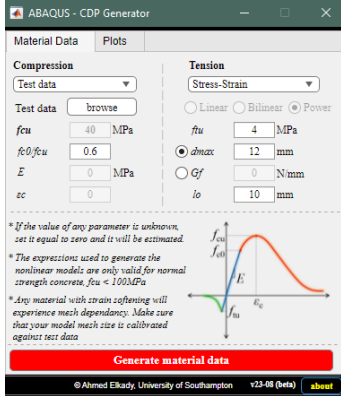 ABAQUS - CDP Generator
Material Data Plots
Compression Tension
Test data Stress-Strain
Test data browse Linear Bilinear Power
fcu 40 MPa ftu 4 MPa
fc0/fcu 0.6 dmax 12 mm
E 0 MPa Gf 0 N/mm
εc 0 lo 10 mm
* If the value of any parameter is unknown,
set it equal to zero and it will be estimated.
* The expressions used to generate the
nonlinear models are only valid for normal
strength concrete, fcu < 100MPa
* Any material with strain softening will
experience mesh dependancy. Make sure
that your model mesh size is calibrated
against test data
fcu
fc0
E
εc
ftu
Generate material data
© Ahmed Elkady, University of Southampton v23-08 (beta) about